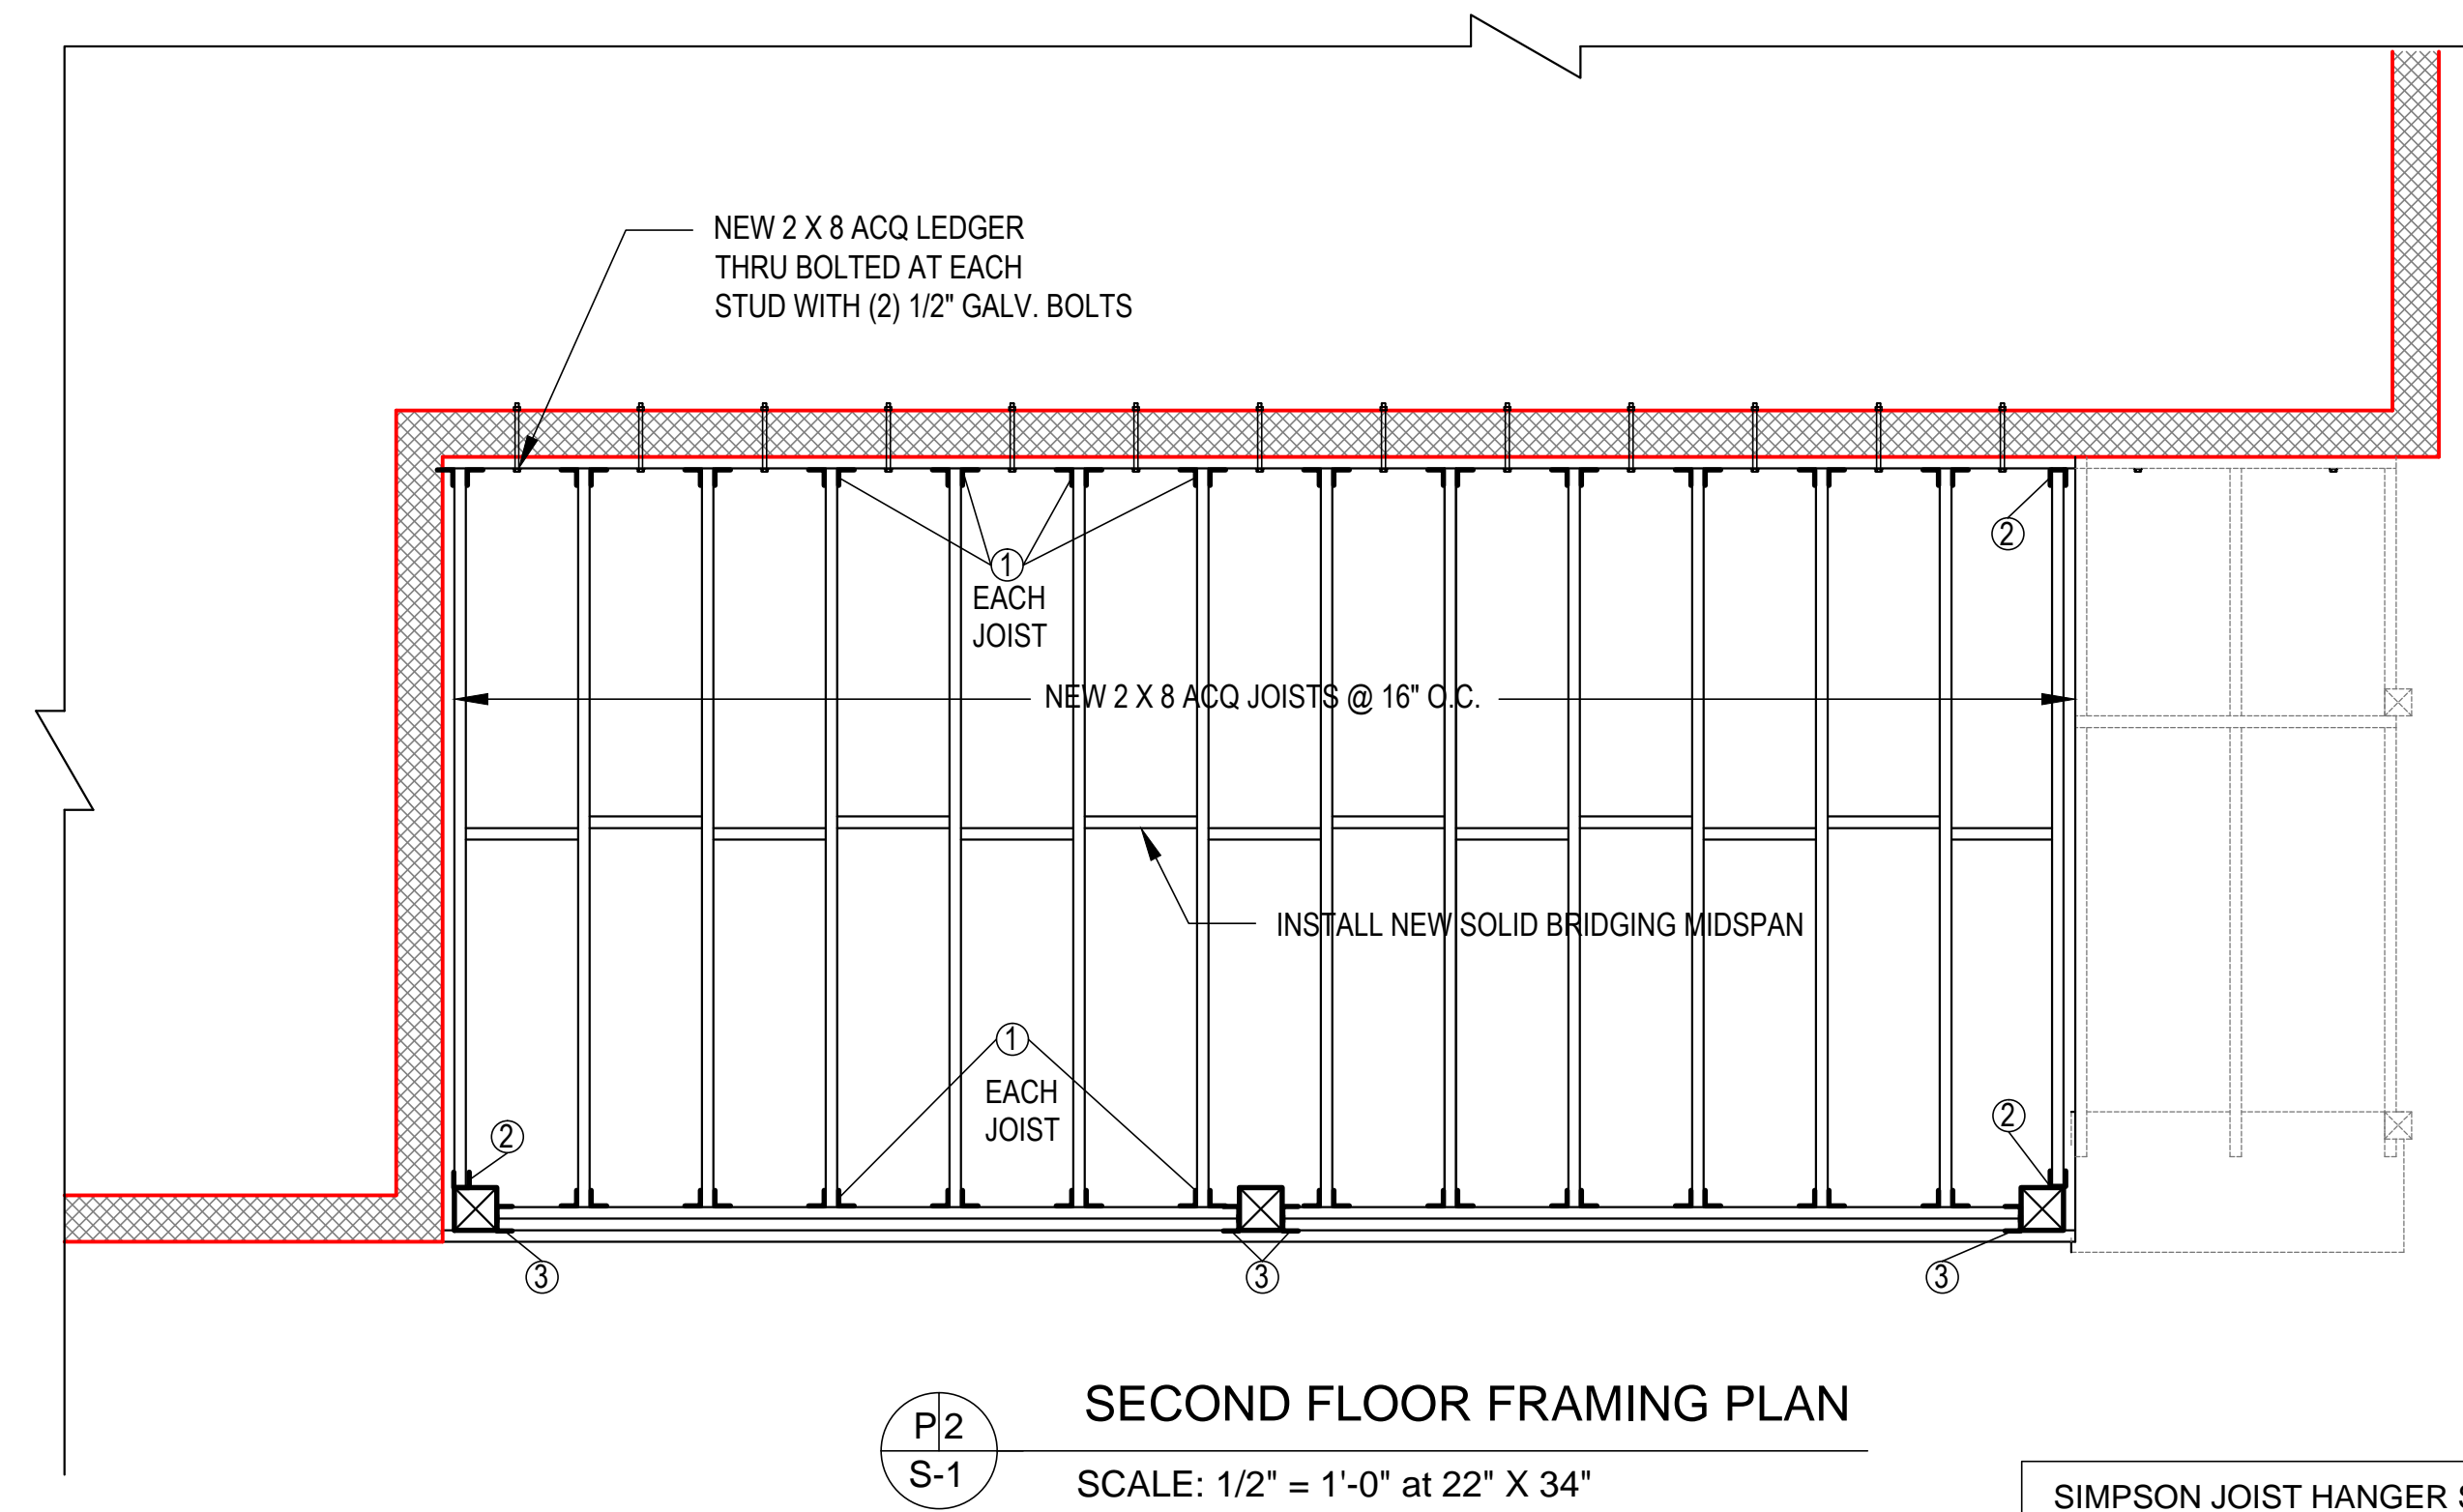 NEW 2 X 8 ACQ LEDGER
THRU BOLTED AT EACH
STUD WITH (2) 1/2" GALV. BOLTS
2
1
EACH
JOIST
NEW 2 X 8 ACQ JOISTS @ 16" O.C.
INSTALL NEW SOLID BRIDGING MIDSPAN
1
EACH
JOIST
2
2
3
3
3
P 2
S-1
SECOND FLOOR FRAMING PLAN
SCALE: 1/2" = 1'-0" at 22" X 34"
SIMPSON JOIST HANGER